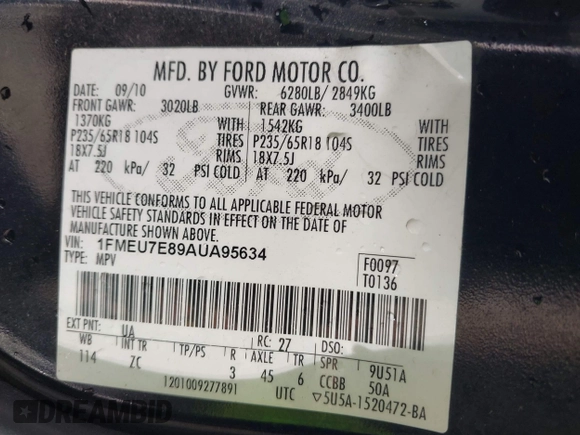 MFD. BY FORD MOTOR CO.
DATE: 09/10 GVWR: 6280LB/ 2849KG
FRONT GAWR: 3020LB REAR GAWR: 3400LB
1370KG WITH 1542KG WITH
P235/65R18 104S TIRES P235/65R18 104S TIRES
18X7.5J RIMS 18X7.5J RIMS
AT 220 kPa/ 32 PSI COLD AT 220 kPa/ 32 PSI COLD
THIS VEHICLE CONFORMS TO ALL APPLICABLE FEDERAL MOTOR
VEHICLE SAFETY STANDARDS IN EFFECT ON THE DATE OF
MANUFACTURE SHOWN ABOVE.
VIN: 1FMEU7E89AUA95634
TYPE: MPV
F0097
T0136
EXT PNT: UA RC: 27 DSO:
WB INT TR TP/PS R AXLE TR SPR 9U51A
114 ZC 3 45 6 CCBB 50A
120100927789I UTC ▽5U5A-1520472-BA
Ford
AUTOBIDCAR